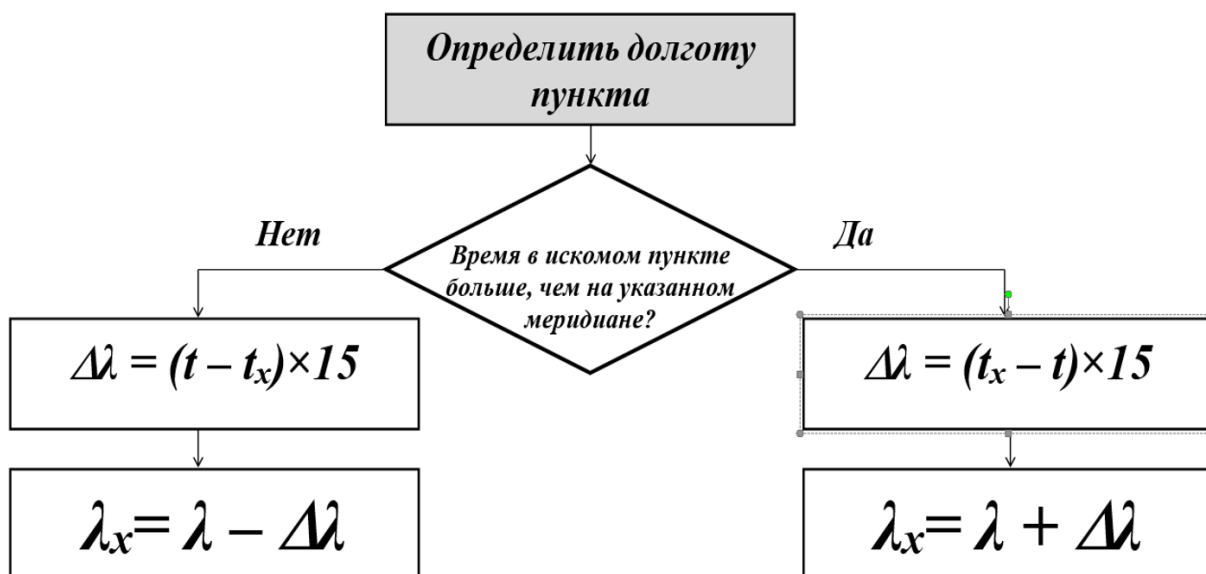 Определить долготу
пункта
Нет
Да
Время в искомом пункте
больше, чем на указанном
меридиане?
Δλ = (t – tₓ)×15
Δλ = (tₓ – t)×15
λₓ= λ – Δλ
λₓ= λ + Δλ